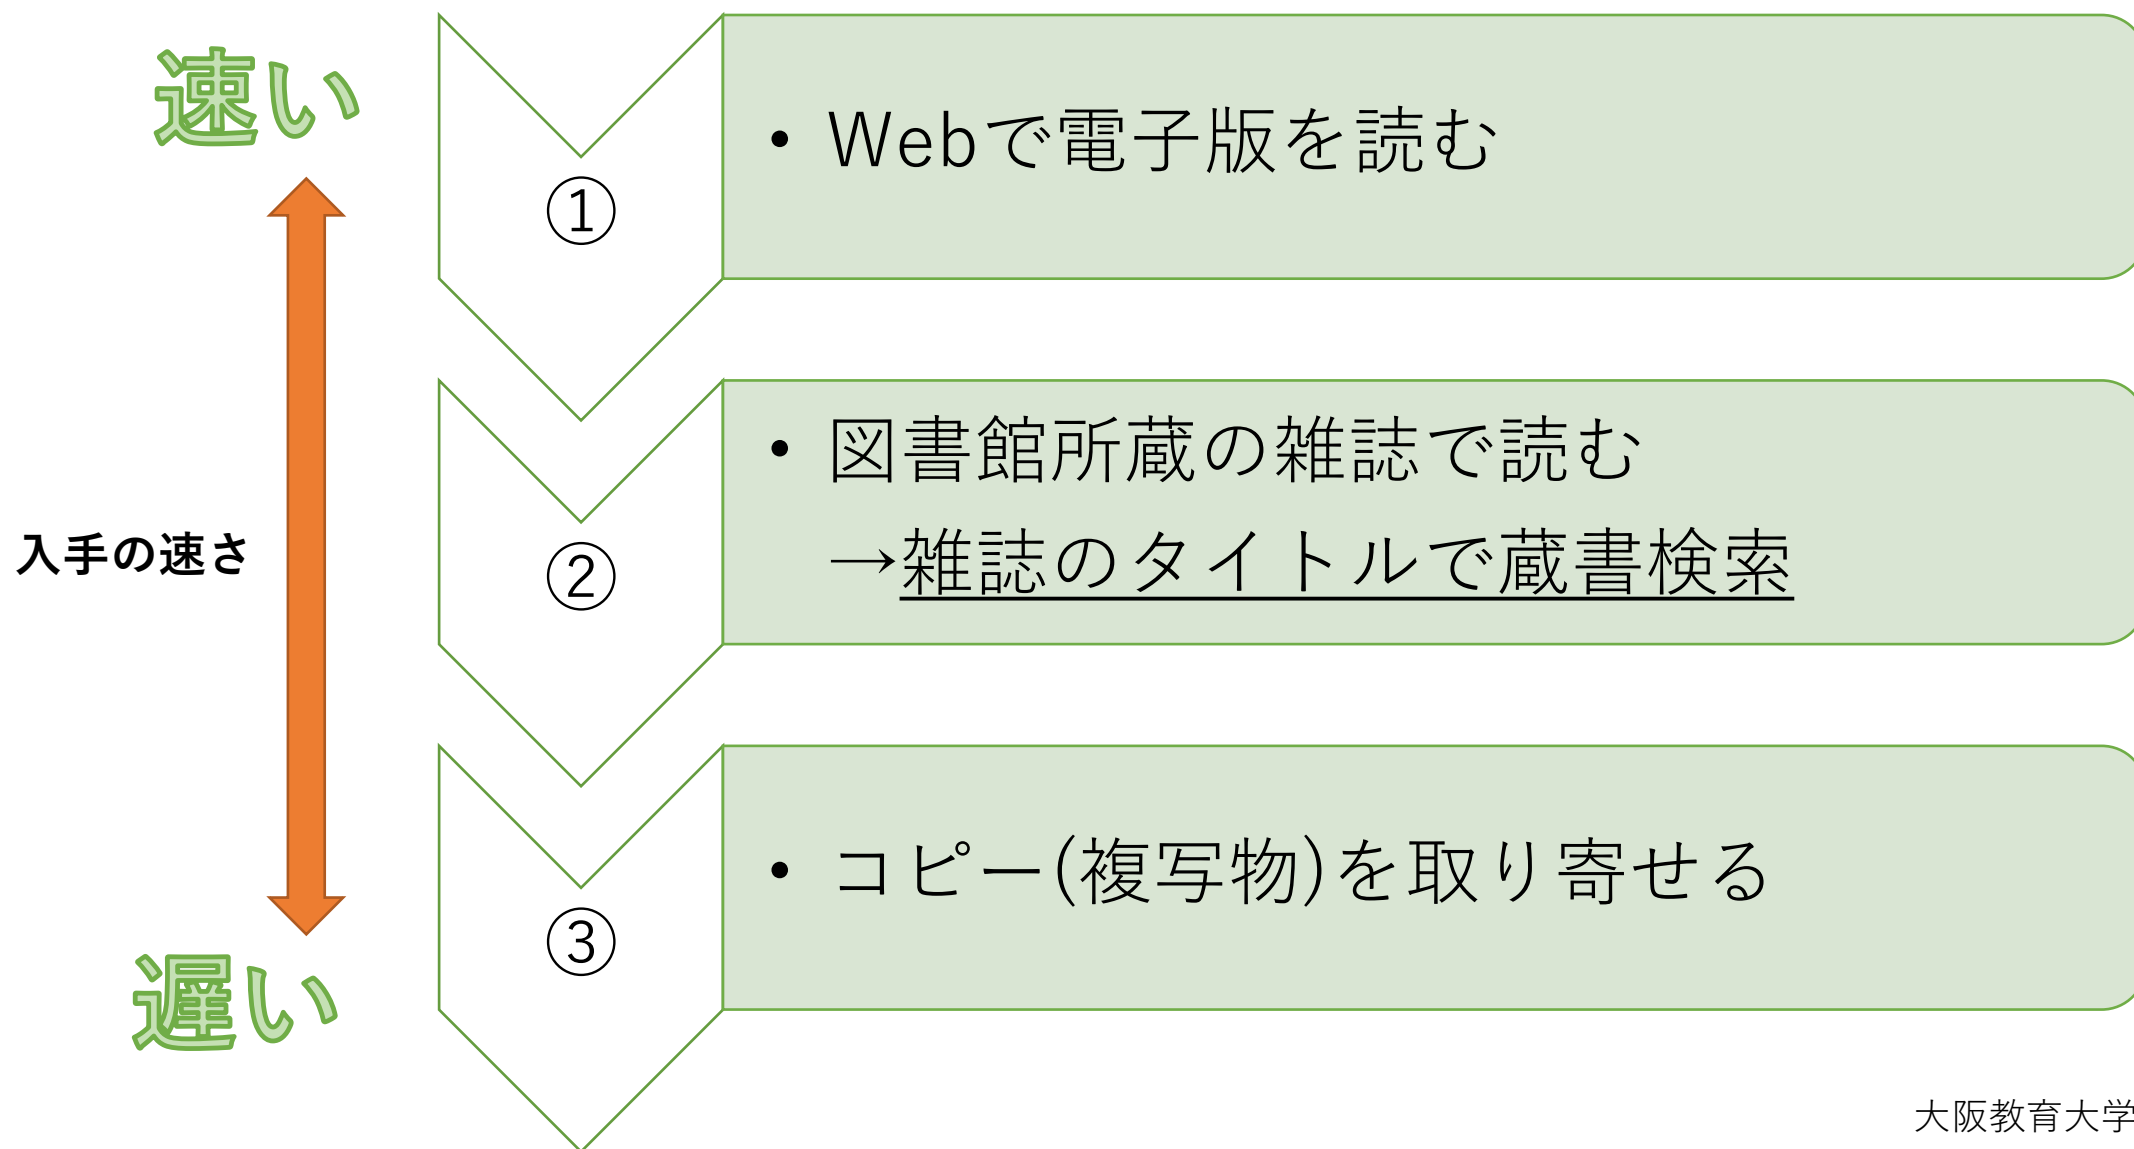 速い
① 
• Webで電子版を読む
入手の速さ
②
• 図書館所蔵の雑誌で読む
→雑誌のタイトルで蔵書検索
③
• コピー(複写物)を取り寄せる
遅い
大阪教育大学